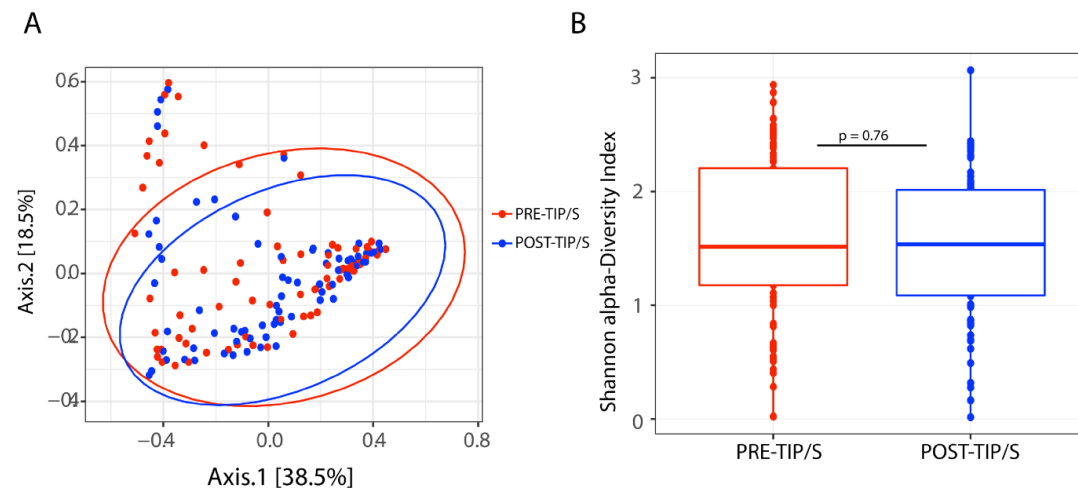 A
0.6
0.4
0.2
0.0
−0.2
−04
Axis.2 [18.5%]
−0.4
0.0
0.4
0.8
Axis.1 [38.5%]
PRE-TIP/S
POST-TIP/S
B
3
2
1
0
Shannon alpha-Diversity Index
p = 0.76
PRE-TIP/S
POST-TIP/S